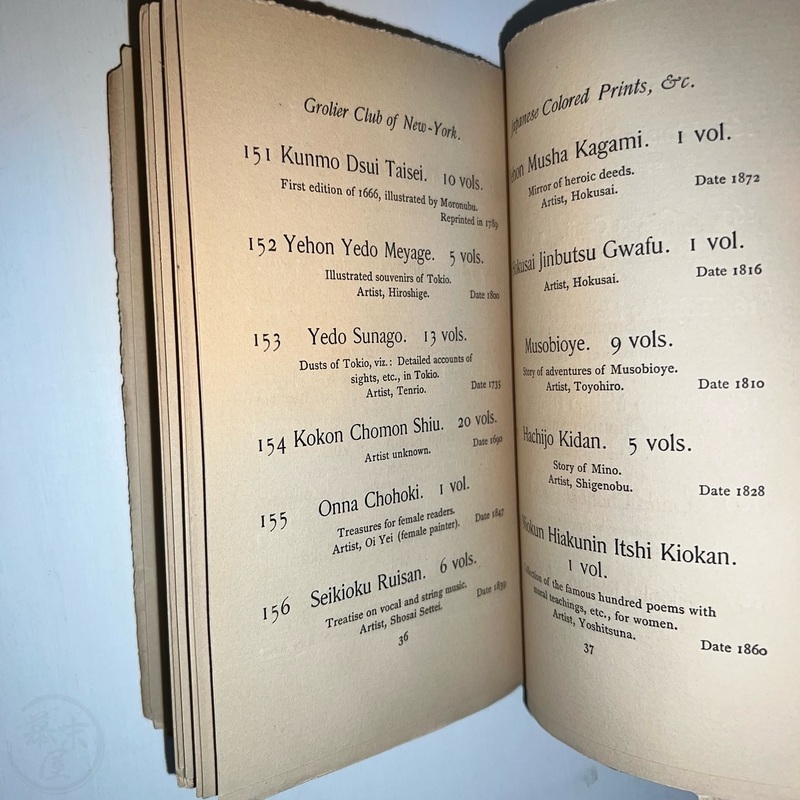 Grolier Club of New-York.
151 Kunmo Dsui Taisei. 10 vols.
First edition of 1666, illustrated by Moronubu.
Reprinted in 1789
152 Yehon Yedo Meyage. 5 vols.
Illustrated souvenirs of Tokio.
Artist, Hiroshige. Date 1800
153 Yedo Sunago. 13 vols.
Dusts of Tokio, viz.: Detailed accounts of
sights, etc., in Tokio.
Artist, Tenrio. Date 1735
154 Kokon Chomon Shiu. 20 vols.
Artist unknown. Date 1690
155 Onna Chohoki. 1 vol.
Treasures for female readers.
Artist, Oi Yei (female painter). Date 1847
156 Seikioku Ruisan. 6 vols.
Treatise on vocal and string music.
Artist, Shosai Settei. Date 1839
36
Japanese Colored Prints, &c.
Musha Kagami. 1 vol.
Mirror of heroic deeds.
Artist, Hokusai. Date 1872
Hokusai Jinbutsu Gwafu. 1 vol.
Artist, Hokusai. Date 1816
Musobioye. 9 vols.
Story of adventures of Musobioye.
Artist, Toyohiro. Date 1810
Hachijo Kidan. 5 vols.
Story of Mino.
Artist, Shigenobu. Date 1828
Hiakunin Itshi Kiokan.
1 vol.
of the famous hundred poems with
moral teachings, etc., for women.
Artist, Yoshitsuna. Date 1860
37